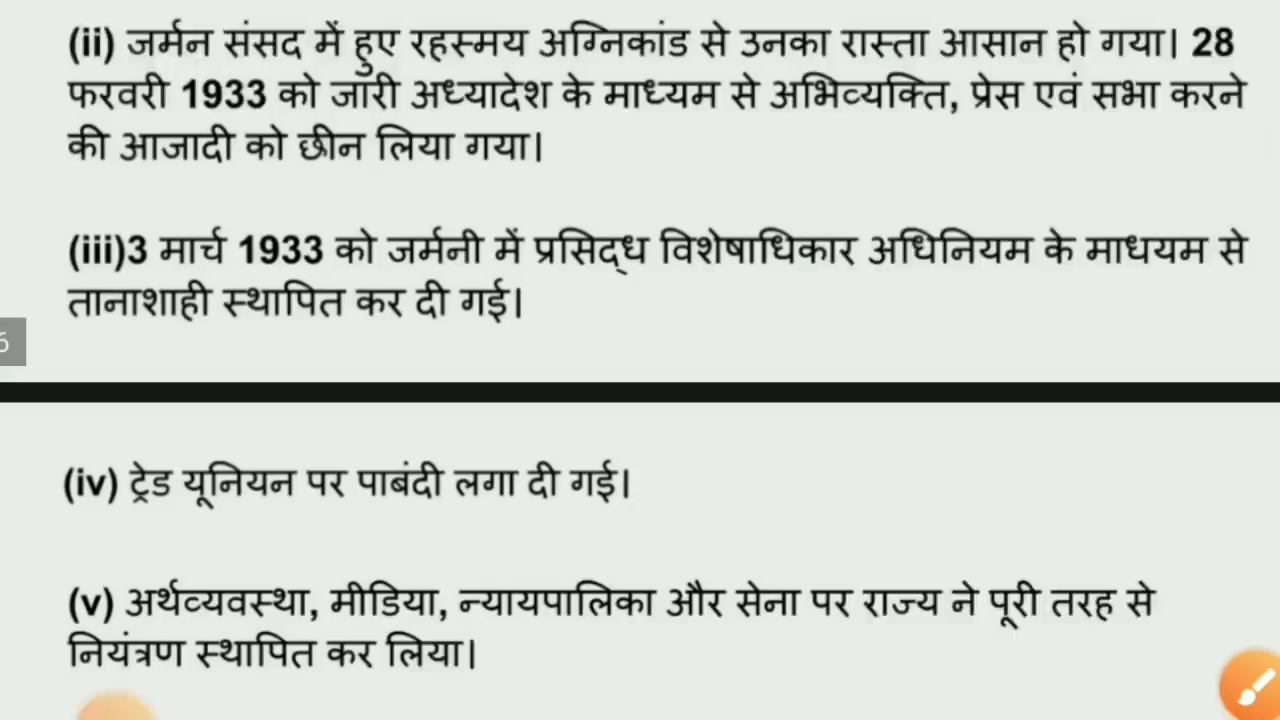 (ii) जर्मन संसद में हुए रहस्मय अग्निकांड से उनका रास्ता आसान हो गया। 28
फरवरी 1933 को जारी अध्यादेश के माध्यम से अभिव्यक्ति, प्रेस एवं सभा करने
की आजादी को छीन लिया गया।
(iii)3 मार्च 1933 को जर्मनी में प्रसिद्ध विशेषाधिकार अधिनियम के माधयम से
तानाशाही स्थापित कर दी गई।
(iv) ट्रेड यूनियन पर पाबंदी लगा दी गई।
(v) अर्थव्यवस्था, मीडिया, न्यायपालिका और सेना पर राज्य ने पूरी तरह से
नियंत्रण स्थापित कर लिया।